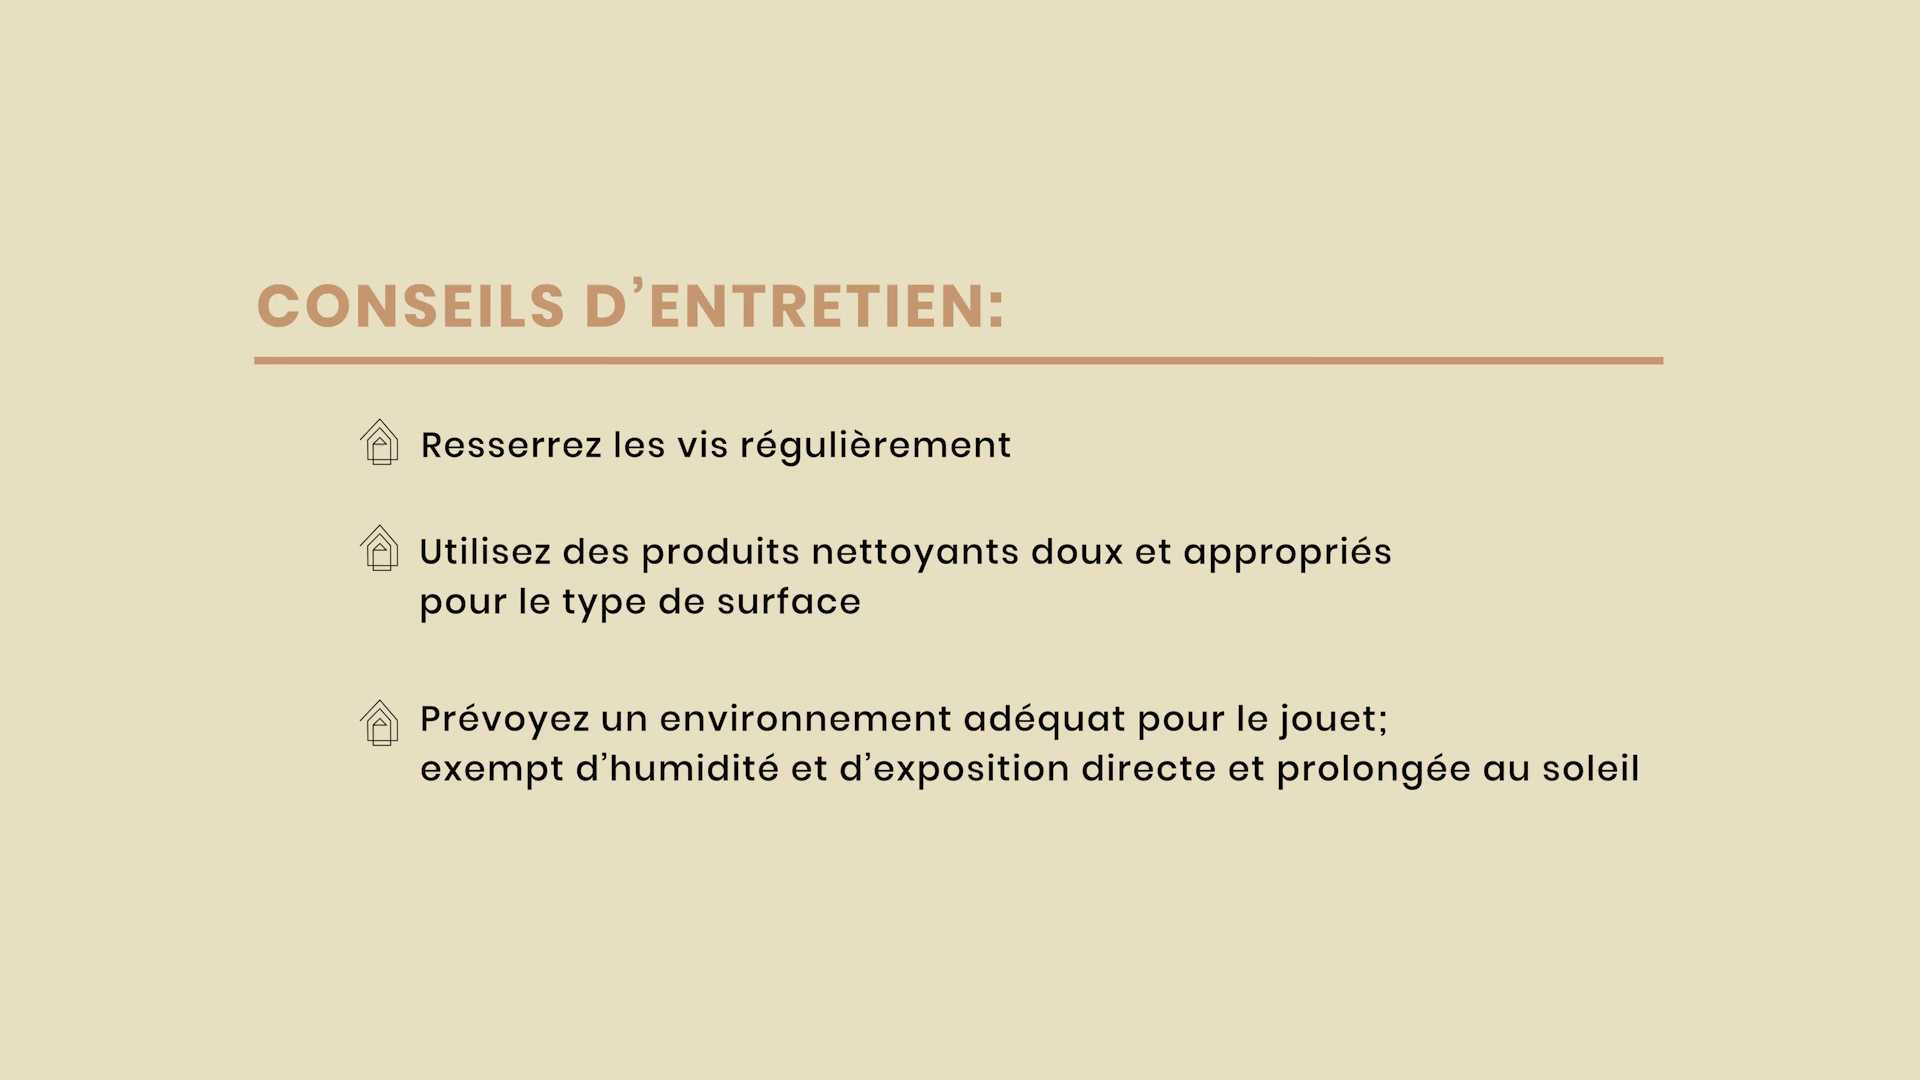 CONSEILS D’ENTRETIEN:
Resserrez les vis régulièrement
Utilisez des produits nettoyants doux et appropriés
pour le type de surface
Prévoyez un environnement adéquat pour le jouet;
exempt d’humidité et d’exposition directe et prolongée au soleil